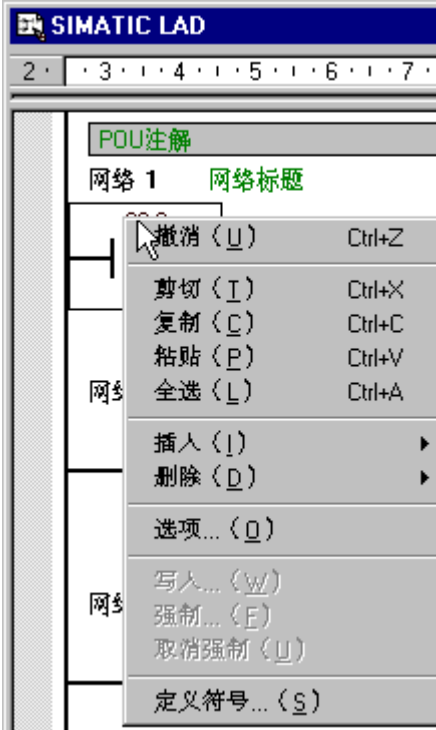 SIMATIC LAD
2 · · 3 · ı · 4 · ı · 5 · ı · 6 · ı · 7 ·
POU注解
网络 1 网络标题
撤消（U） Ctrl+Z
剪切（T） Ctrl+X
复制（C） Ctrl+C
粘贴（P） Ctrl+V
网
全选（L） Ctrl+A
插入（I）
删除（D）
选项...（O）
写入...（W）
网
强制...（F）
取消强制（U）
定义符号...（S）